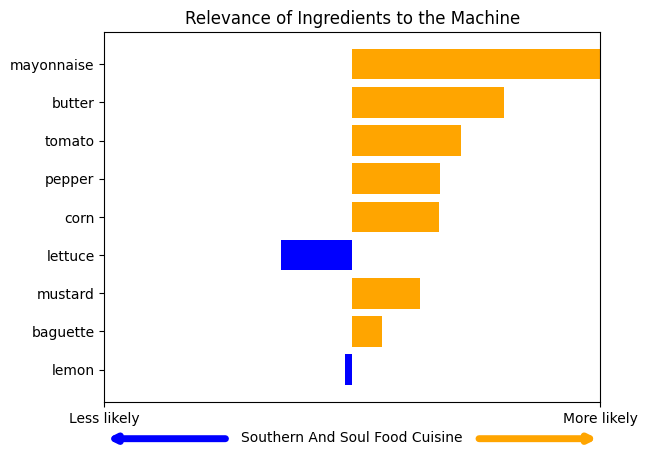 Relevance of Ingredients to the Machine
mayonnaise
butter
tomato
pepper
corn
lettuce
mustard
baguette
lemon
Less likely More likely
Southern And Soul Food Cuisine